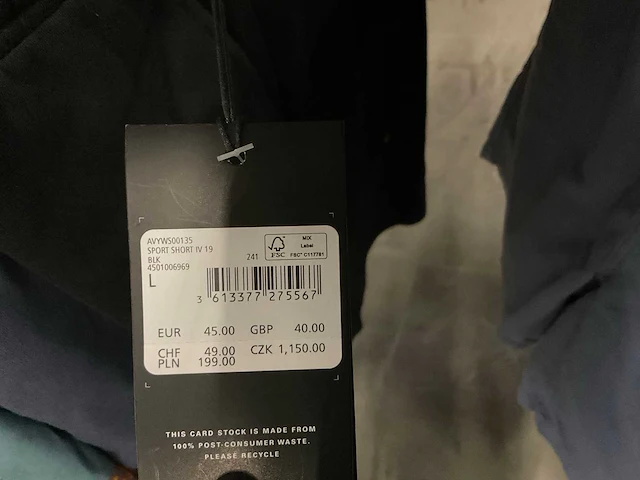 AVYWS00135
SPORT SHORT IV 19
BLK
4501006969
L
241
FSC
MIX
Label
FSC® C117781
3 613377 275567
EUR 45.00 GBP 40.00
CHF 49.00 CZK 1,150.00
PLN 199.00
THIS CARD STOCK IS MADE FROM
100% POST-CONSUMER WASTE.
PLEASE RECYCLE